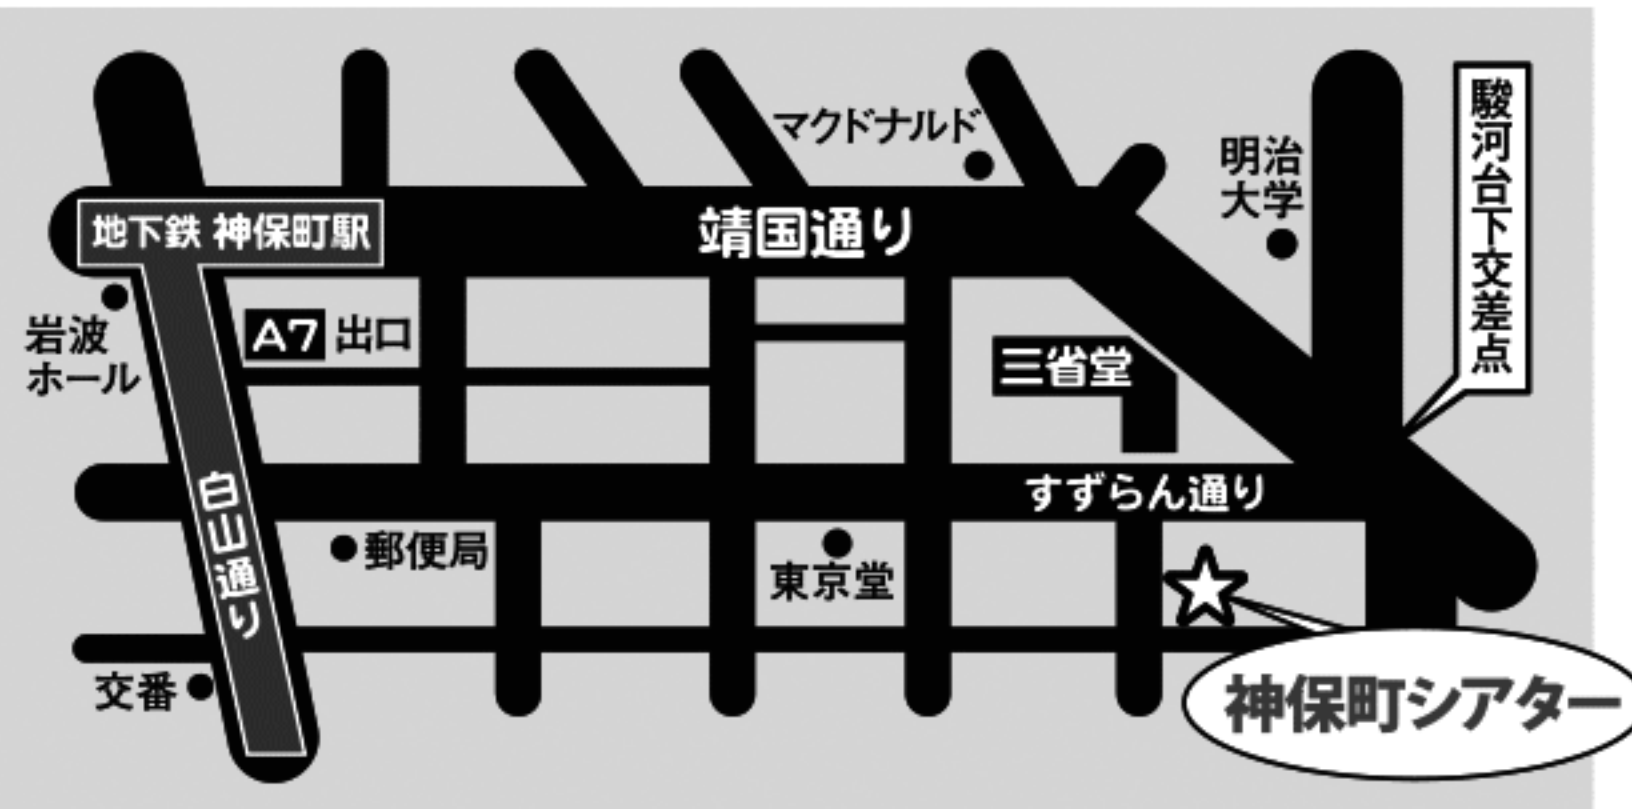 マクドナルド
明治
大学
駿河台下交差点
地下鉄 神保町駅
靖国通り
岩波
ホール
A7 出口
三省堂
白山通り
すずらん通り
郵便局
東京堂
交番
神保町シアター